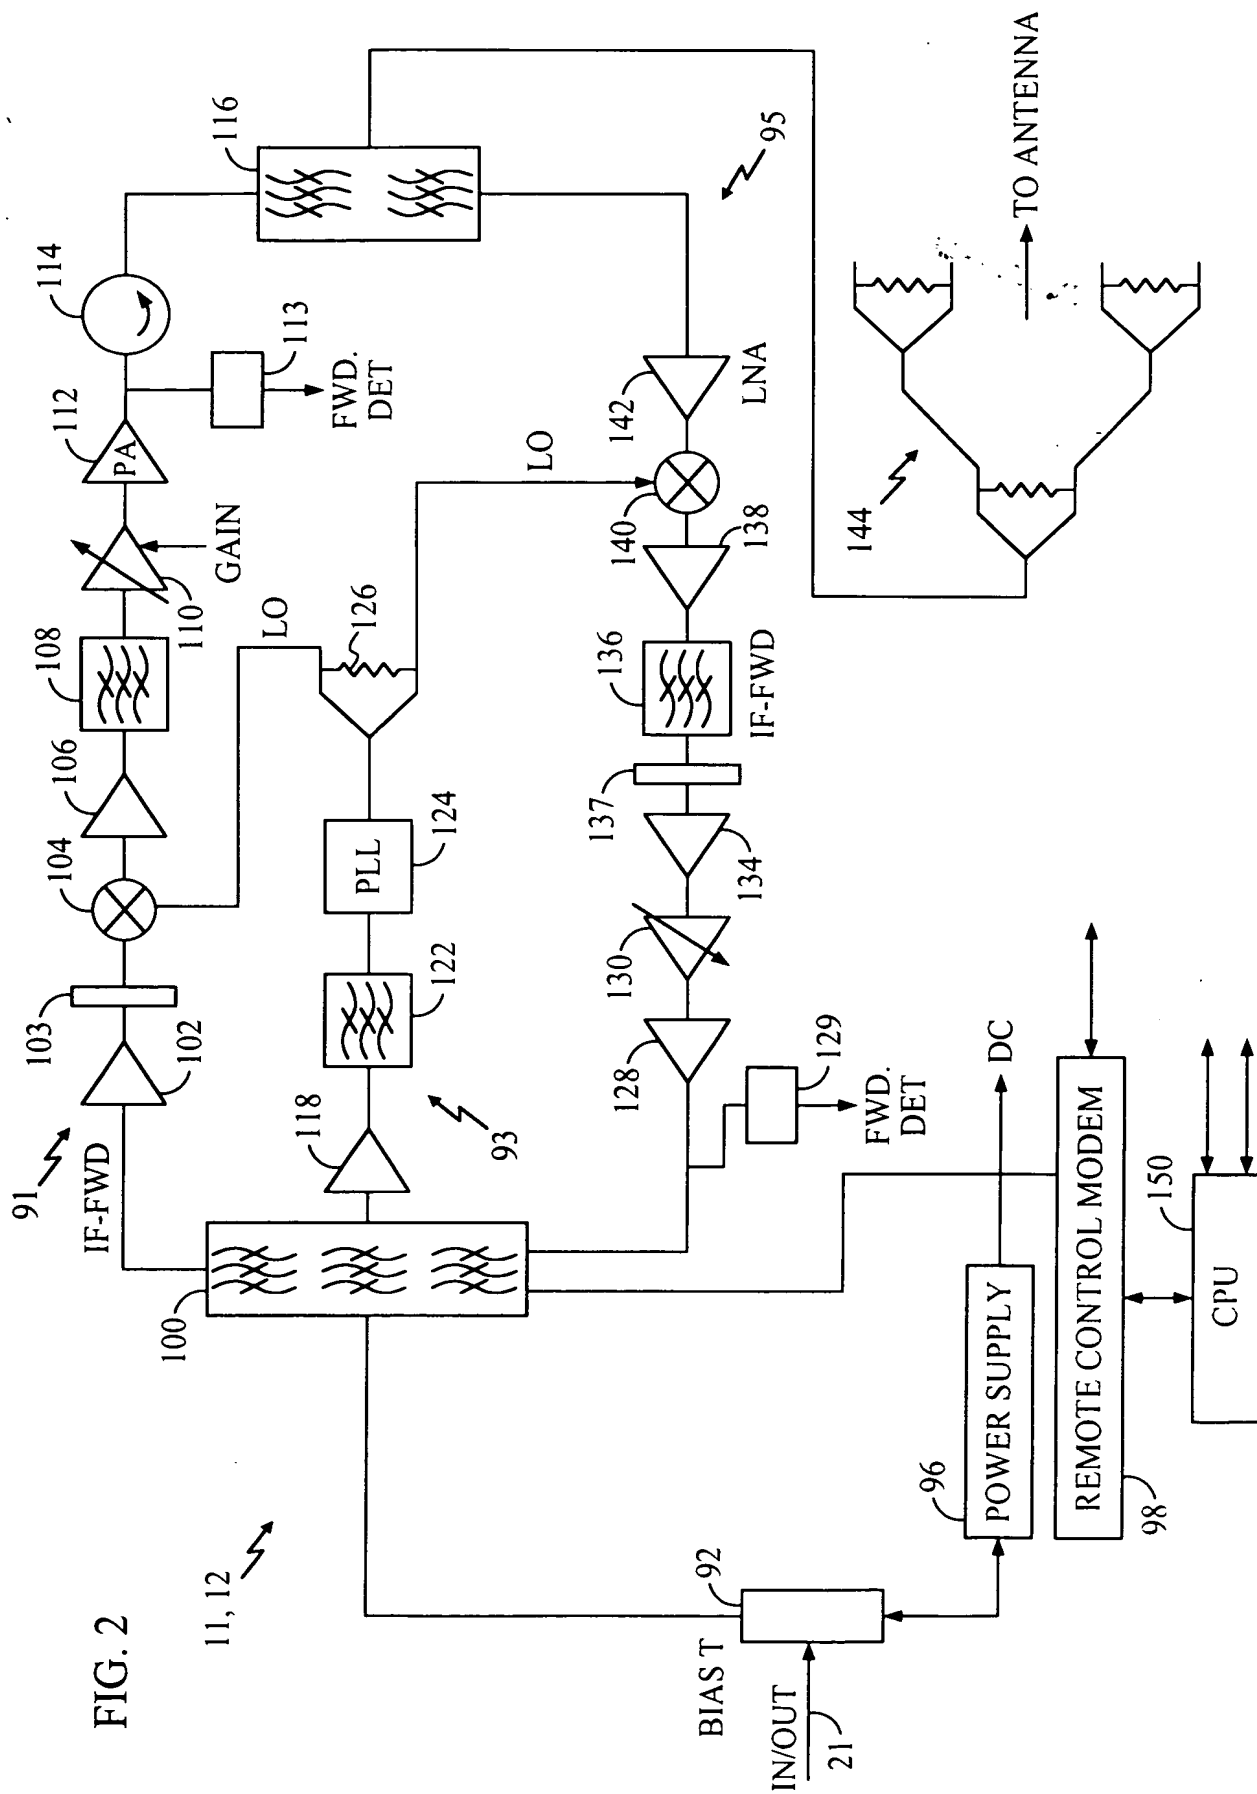 FIG. 2
11, 12
91
IF-FWD
102
103
104
106
108
110
GAIN
112
PA
114
113
FWD.
DET
116
100
118
93
122
124
PLL
126
LO
LO
95
142
LNA
140
138
136
IF-FWD
137
134
130
128
129
FWD.
DET
144
TO ANTENNA
BIAS T
92
IN/OUT
21
96
POWER SUPPLY
DC
REMOTE CONTROL MODEM
98
150
CPU